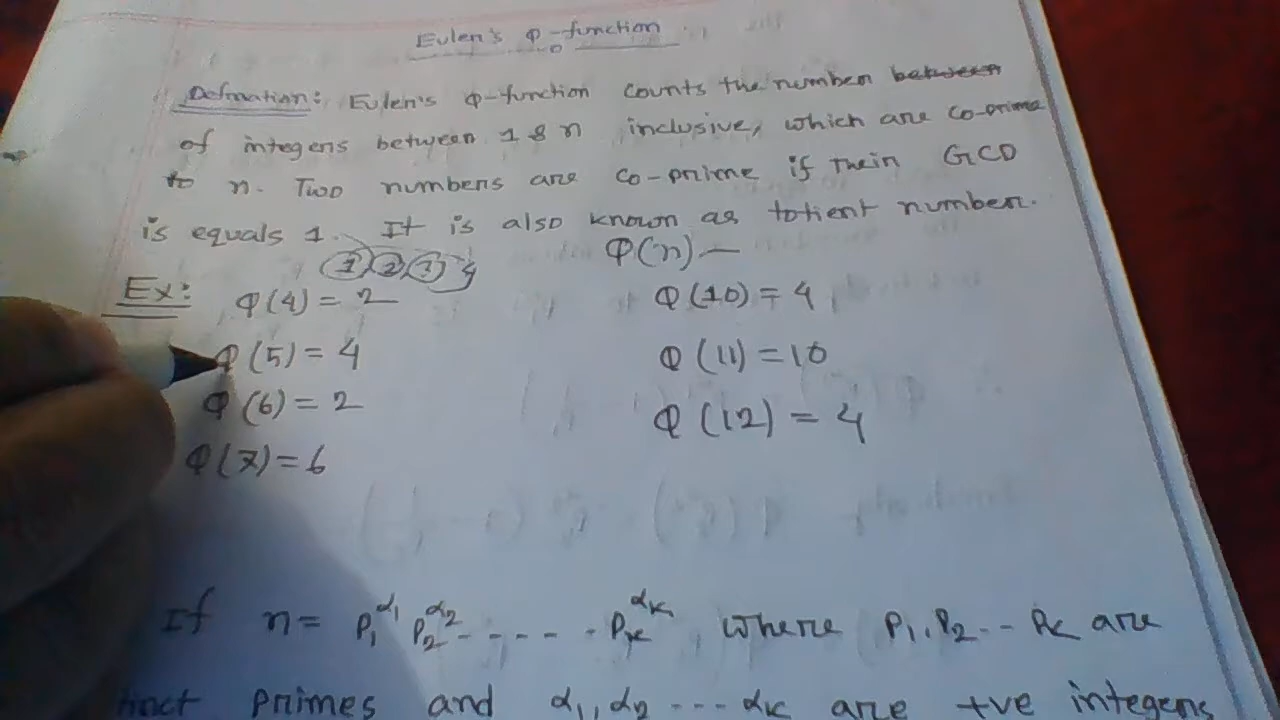 Euler's φ-function
Defination: Euler's φ-function counts the number between
of integers between 1 & n inclusive, which are co-prime
to n. Two numbers are co-prime if their GCD
is equals 1. It is also known as totient number.
φ(n) —
1 2 3 4
Ex: φ(4) = 2 φ(10) = 4
φ(5) = 4 φ(11) = 10
φ(6) = 2 φ(12) = 4
φ(7) = 6
If n = p₁^α₁ p₂^α₂ - - - - - · pₖ^αₖ, where p₁, p₂ -- pₖ are
primes and α₁, α₂ --- αₖ are +ve integers